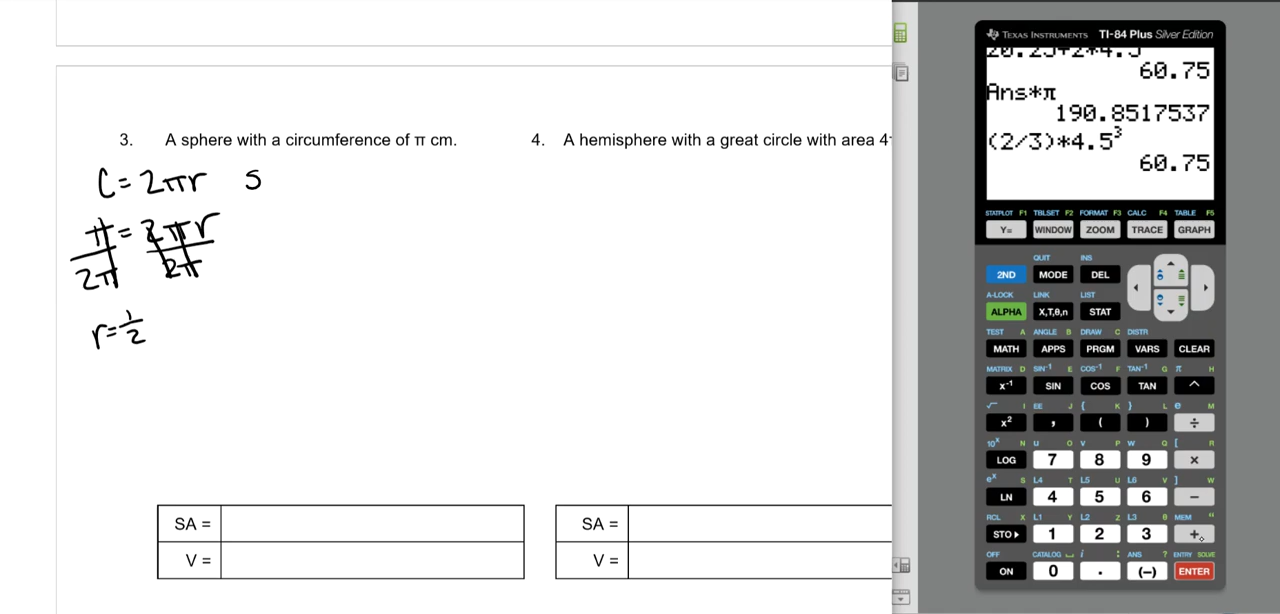 3. A sphere with a circumference of π cm.
C = 2πr S
π = 2πr
2π 2π
r = 1/2
SA =
V =
4. A hemisphere with a great circle with area 4
SA =
V =
TEXAS INSTRUMENTS TI-84 Plus Silver Edition
60.75
Ans*π
190.8517537
(2/3)*4.5³
60.75
STATPLOT F1 TBLSET F2 FORMAT F3 CALC F4 TABLE F5
Y= WINDOW ZOOM TRACE GRAPH
QUIT INS
2ND MODE DEL
A-LOCK LINK LIST
ALPHA X,T,θ,n STAT
TEST A ANGLE B DRAW C DISTR
MATH APPS PRGM VARS CLEAR
MATRIX D SIN⁻¹ E COS⁻¹ F TAN⁻¹ G π H
x⁻¹ SIN COS TAN ^
√ I EE J { K } L e M
x² , ( ) ÷
10ˣ N u O v P w Q [ R
LOG 7 8 9 ×
eˣ S L4 T L5 U L6 V ] W
LN 4 5 6 −
RCL X L1 Y L2 Z L3 θ MEM "
STO▶ 1 2 3 +
OFF CATALOG i : ANS ? ENTRY SOLVE
ON 0 . (−) ENTER